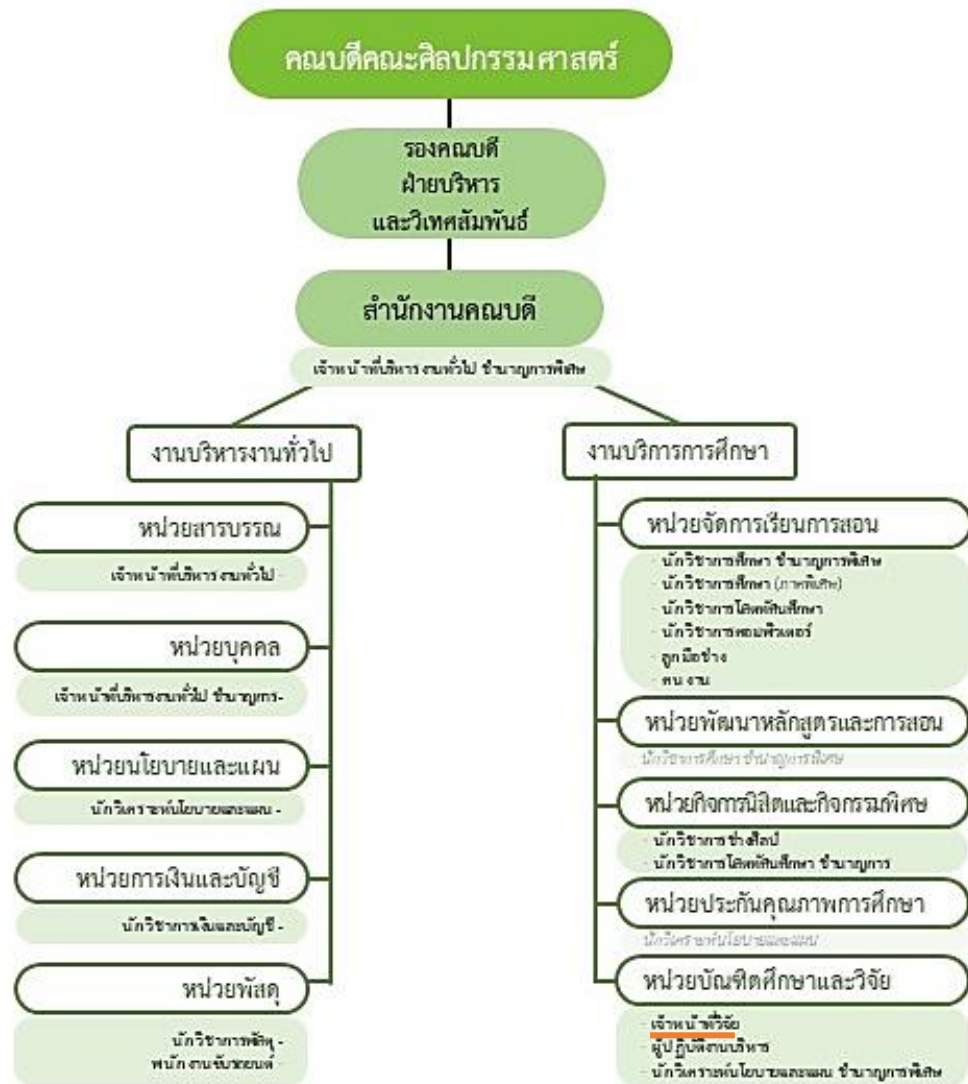 คณบดีคณะศิลปกรรมศาสตร์
รองคณบดี
ฝ่ายบริหาร
และวิเทศสัมพันธ์
สำนักงานคณบดี
เจ้าหน้าที่บริหารงานทั่วไป ชำนาญการพิเศษ
งานบริหารงานทั่วไป
หน่วยสารบรรณ
เจ้าหน้าที่บริหารงานทั่วไป -
หน่วยบุคคล
เจ้าหน้าที่บริหารงานทั่วไป ชำนาญการ-
หน่วยนโยบายและแผน
นักวิเคราะห์นโยบายและแผน -
หน่วยการเงินและบัญชี
นักวิชาการเงินและบัญชี -
หน่วยพัสดุ
นักวิชาการพัสดุ -
พนักงานขับรถยนต์ -
งานบริการการศึกษา
หน่วยจัดการเรียนการสอน
- นักวิชาการศึกษา ชำนาญการพิเศษ
- นักวิชาการศึกษา (ภาคพิเศษ)
- นักวิชาการโสตทัศนศึกษา
- นักวิชาการคอมพิวเตอร์
- ลูกมือช่าง
- คนงาน
หน่วยพัฒนาหลักสูตรและการสอน
นักวิชาการศึกษา ชำนาญการพิเศษ
หน่วยกิจการนิสิตและกิจกรรมพิเศษ
- นักวิชาการช่างศิลป์
- นักวิชาการโสตทัศนศึกษา ชำนาญการ
หน่วยประกันคุณภาพการศึกษา
นักวิเคราะห์นโยบายและแผน
หน่วยบัณฑิตศึกษาและวิจัย
- เจ้าหน้าที่วิจัย
- ผู้ปฏิบัติงานบริหาร
- นักวิเคราะห์นโยบายและแผน ชำนาญการพิเศษ